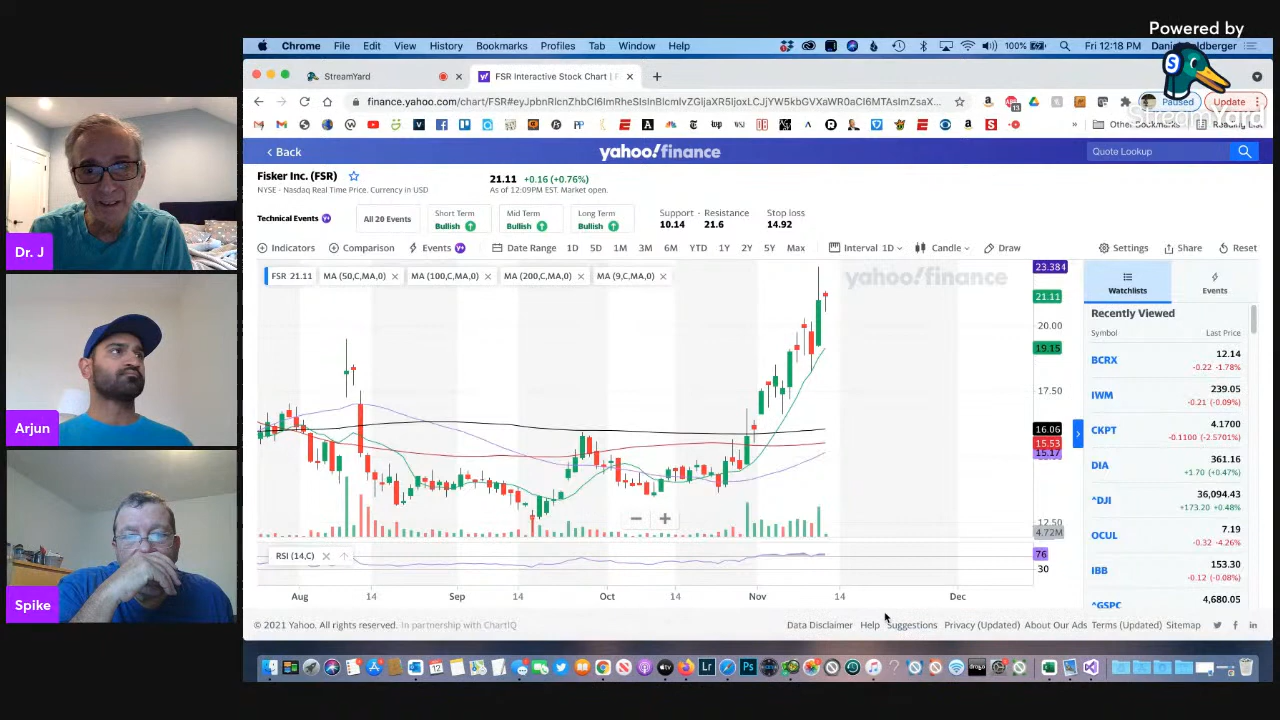 Powered by
StreamYard
Chrome File Edit View History Bookmarks Profiles Tab Window Help
100% Fri 12:18 PM
StreamYard
FSR Interactive Stock Chart | F
Paused
Update
Other Bookmarks
Reading List
< Back
yahoo!finance
Quote Lookup
Fisker Inc. (FSR)
NYSE - Nasdaq Real Time Price. Currency in USD
21.11 +0.16 (+0.76%)
As of 12:09PM EST. Market open.
Technical Events
All 20 Events
Short Term
Bullish
Mid Term
Bullish
Long Term
Bullish
Support - Resistance
10.14 21.6
Stop loss
14.92
Indicators Comparison Events Date Range 1D 5D 1M 3M 6M YTD 1Y 2Y 5Y Max Interval 1D Candle Draw Settings Share Reset
FSR 21.11 MA (50,C,MA,0) MA (100,C,MA,0) MA (200,C,MA,0) MA (9,C,MA,0)
yahoo!finance
23.384
21.11
20.00
19.15
17.50
16.06
15.53
15.17
12.50
4.72M
RSI (14,C)
76
30
Aug 14 Sep 14 Oct 14 Nov 14 Dec
Watchlists
Events
Recently Viewed
Symbol Last Price
BCRX 12.14
-0.22 -1.78%
IWM 239.05
-0.21 (-0.09%)
CKPT 4.1700
-0.1100 (-2.5701%)
DIA 361.16
+1.70 (+0.47%)
^DJI 36,094.43
+173.20 +0.48%
OCUL 7.19
-0.32 -4.26%
IBB 153.30
-0.12 (-0.08%)
^GSPC 4,680.05
© 2021 Yahoo. All rights reserved. In partnership with ChartIQ
Data Disclaimer Help Suggestions Privacy (Updated) About Our Ads Terms (Updated) Sitemap
Dr. J
Arjun
Spike